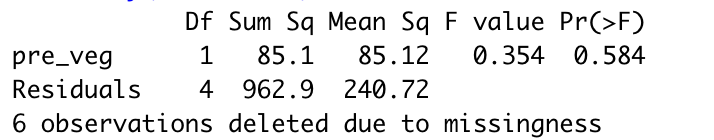 Df Sum Sq Mean Sq F value Pr(>F)
pre_veg 1 85.1 85.12 0.354 0.584
Residuals 4 962.9 240.72
6 observations deleted due to missingness